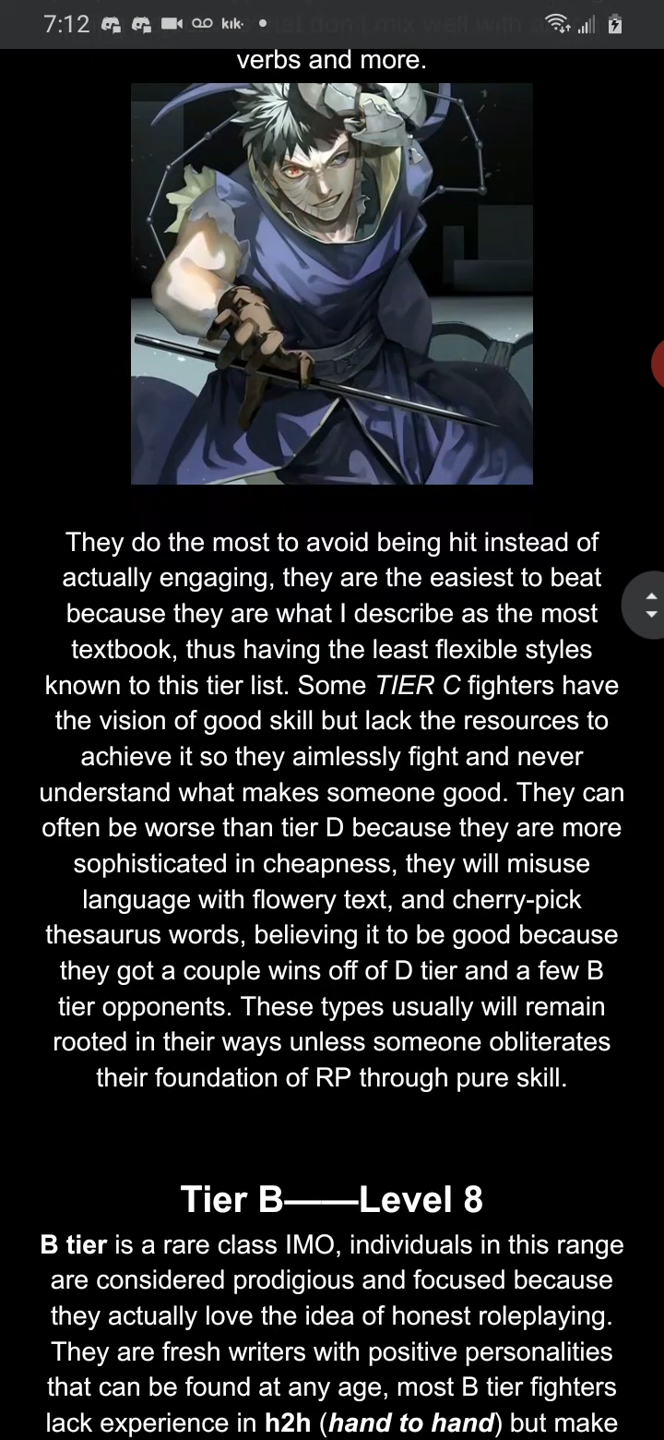 7:12 kik·
verbs and more.
They do the most to avoid being hit instead of
actually engaging, they are the easiest to beat
because they are what I describe as the most
textbook, thus having the least flexible styles
known to this tier list. Some TIER C fighters have
the vision of good skill but lack the resources to
achieve it so they aimlessly fight and never
understand what makes someone good. They can
often be worse than tier D because they are more
sophisticated in cheapness, they will misuse
language with flowery text, and cherry-pick
thesaurus words, believing it to be good because
they got a couple wins off of D tier and a few B
tier opponents. These types usually will remain
rooted in their ways unless someone obliterates
their foundation of RP through pure skill.
Tier B——Level 8
B tier is a rare class IMO, individuals in this range
are considered prodigious and focused because
they actually love the idea of honest roleplaying.
They are fresh writers with positive personalities
that can be found at any age, most B tier fighters
lack experience in h2h (hand to hand) but make